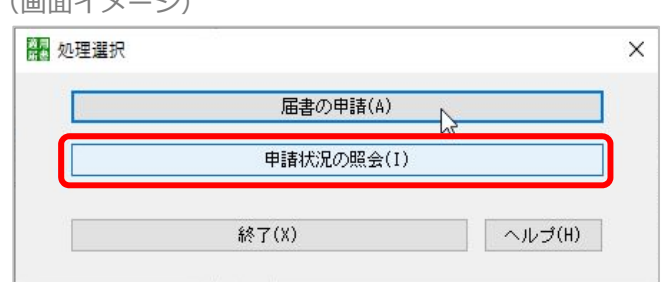 （画面イメージ）
処理選択
届書の申請(A)
申請状況の照会(I)
終了(X)
ヘルプ(H)